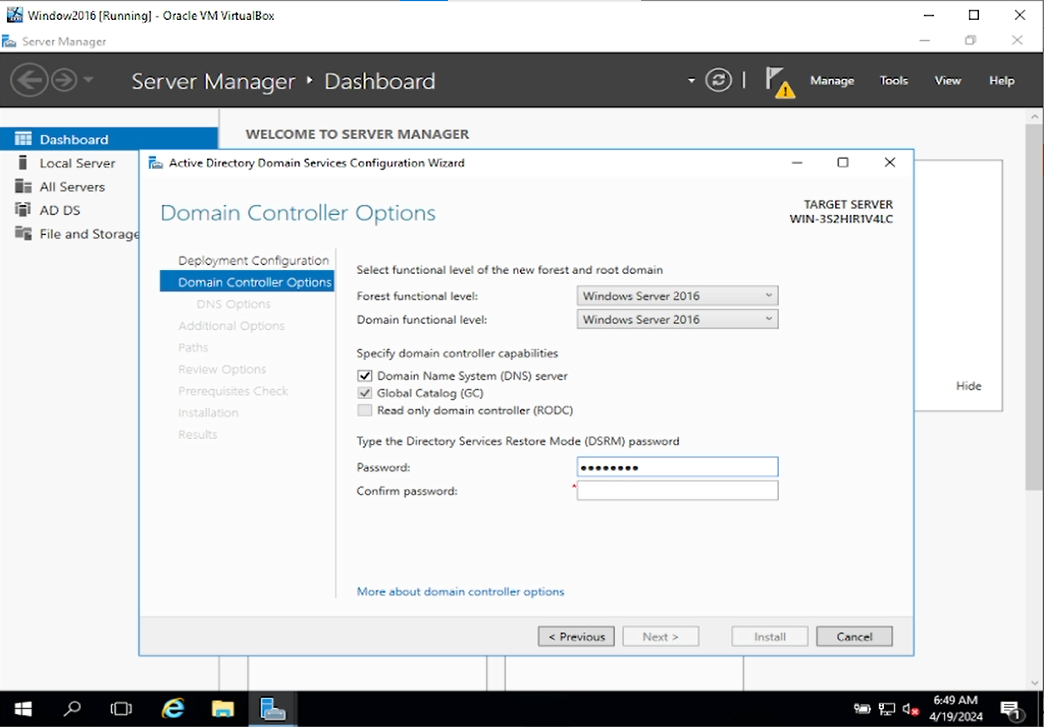 Window2016 [Running] - Oracle VM VirtualBox
Server Manager
Server Manager ‣ Dashboard
Manage
Tools
View
Help
Dashboard
Local Server
All Servers
AD DS
File and Storage
WELCOME TO SERVER MANAGER
Active Directory Domain Services Configuration Wizard
Domain Controller Options
TARGET SERVER
WIN-3S2HIR1V4LC
Deployment Configuration
Domain Controller Options
DNS Options
Additional Options
Paths
Review Options
Prerequisites Check
Installation
Results
Select functional level of the new forest and root domain
Forest functional level:
Windows Server 2016
Domain functional level:
Windows Server 2016
Specify domain controller capabilities
Domain Name System (DNS) server
Global Catalog (GC)
Read only domain controller (RODC)
Type the Directory Services Restore Mode (DSRM) password
Password:
●●●●●●●●
Confirm password:
*
More about domain controller options
< Previous
Next >
Install
Cancel
Hide
6:49 AM
4/19/2024
1